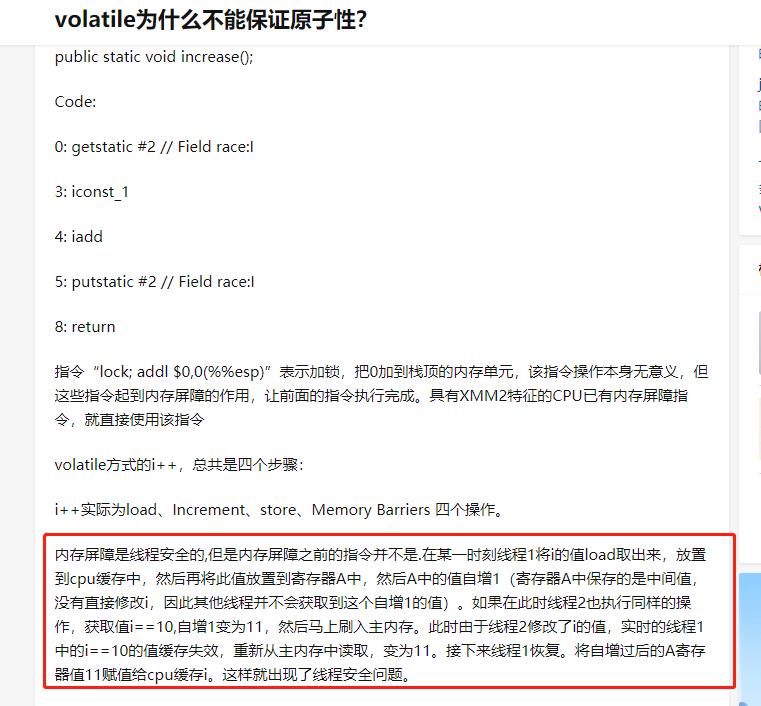 volatile为什么不能保证原子性?
public static void increase();
Code:
0: getstatic #2 // Field race:I
3: iconst_1
4: iadd
5: putstatic #2 // Field race:I
8: return
指令“lock; addl $0,0(%%esp)”表示加锁，把0加到栈顶的内存单元，该指令操作本身无意义，但
这些指令起到内存屏障的作用，让前面的指令执行完成。具有XMM2特征的CPU已有内存屏障指
令，就直接使用该指令
volatile方式的i++，总共是四个步骤：
i++实际为load、Increment、store、Memory Barriers 四个操作。
内存屏障是线程安全的,但是内存屏障之前的指令并不是.在某一时刻线程1将i的值load取出来，放置
到cpu缓存中，然后再将此值放置到寄存器A中，然后A中的值自增1（寄存器A中保存的是中间值，
没有直接修改i，因此其他线程并不会获取到这个自增1的值）。如果在此时线程2也执行同样的操
作，获取值i==10,自增1变为11，然后马上刷入主内存。此时由于线程2修改了i的值，实时的线程1
中的i==10的值缓存失效，重新从主内存中读取，变为11。接下来线程1恢复。将自增过后的A寄存
器值11赋值给cpu缓存i。这样就出现了线程安全问题。